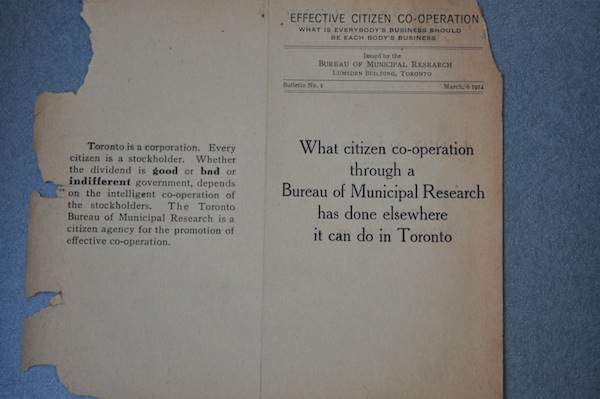 Toronto is a corporation. Every
citizen is a stockholder. Whether
the dividend is good or bad or
indifferent government, depends
on the intelligent co-operation of
the stockholders. The Toronto
Bureau of Municipal Research is a
citizen agency for the promotion of
effective co-operation.
EFFECTIVE CITIZEN CO-OPERATION
WHAT IS EVERYBODY'S BUSINESS SHOULD
BE EACH BODY'S BUSINESS
Issued by the
BUREAU OF MUNICIPAL RESEARCH
LUMSDEN BUILDING, TORONTO
Bulletin No. 1 March, 6 1914
What citizen co-operation
through a
Bureau of Municipal Research
has done elsewhere
it can do in Toronto